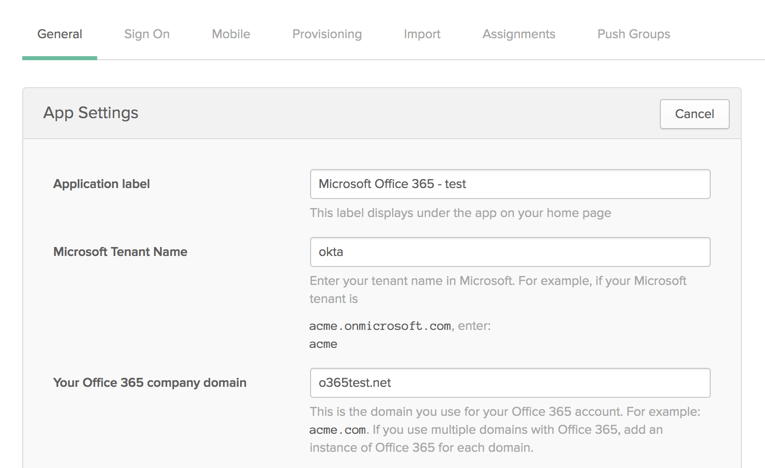 General Sign On Mobile Provisioning Import Assignments Push Groups
App Settings Cancel
Application label Microsoft Office 365 - test
This label displays under the app on your home page
Microsoft Tenant Name okta
Enter your tenant name in Microsoft. For example, if your Microsoft
tenant is
acme.onmicrosoft.com, enter:
acme
Your Office 365 company domain o365test.net
This is the domain you use for your Office 365 account. For example:
acme.com. If you use multiple domains with Office 365, add an
instance of Office 365 for each domain.